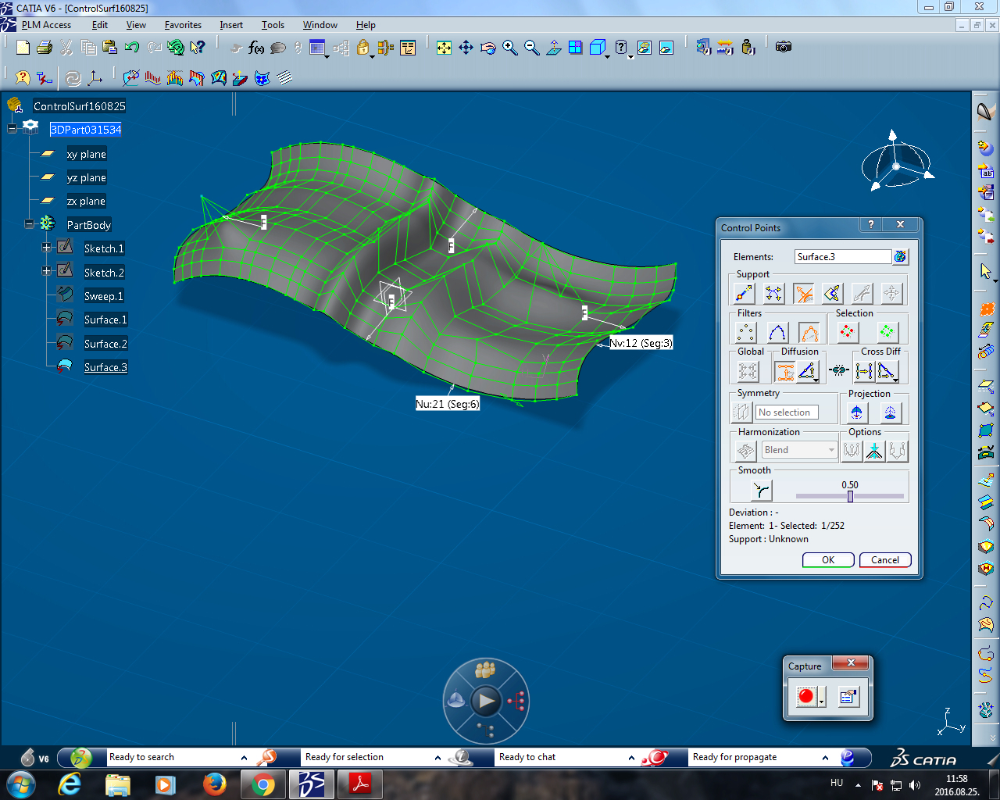 CATIA V6 - [ControlSurf160825]
PLM Access Edit View Favorites Insert Tools Window Help
ControlSurf160825
3DPart031534
xy plane
yz plane
zx plane
PartBody
Sketch.1
Sketch.2
Sweep.1
Surface.1
Surface.2
Surface.3
F
F
F
F
Nv:12 (Seg:3)
Nu:21 (Seg:6)
Control Points
Elements: Surface.3
Support
Filters Selection
Global Diffusion Cross Diff
Symmetry Projection
No selection
Harmonization Options
Blend
Smooth
0.50
Deviation : -
Element: 1- Selected: 1/252
Support : Unknown
OK Cancel
Capture
z
x y
V6 Ready to search Ready for selection Ready to chat Ready for propagate CATIA
HU 11:58
2016.08.25.